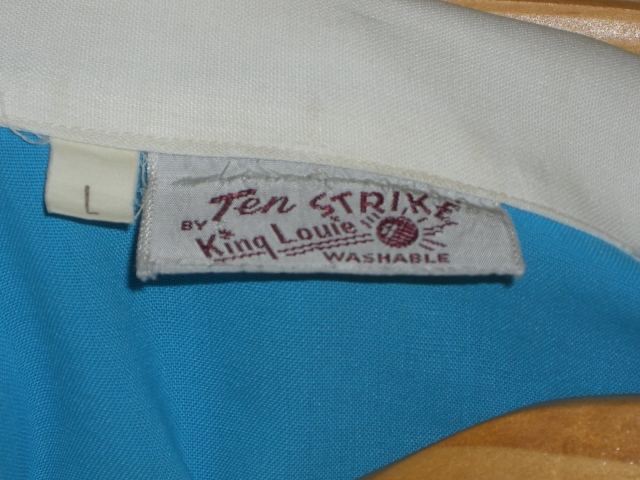 L
Ten STRIKE
BY King Louie
WASHABLE